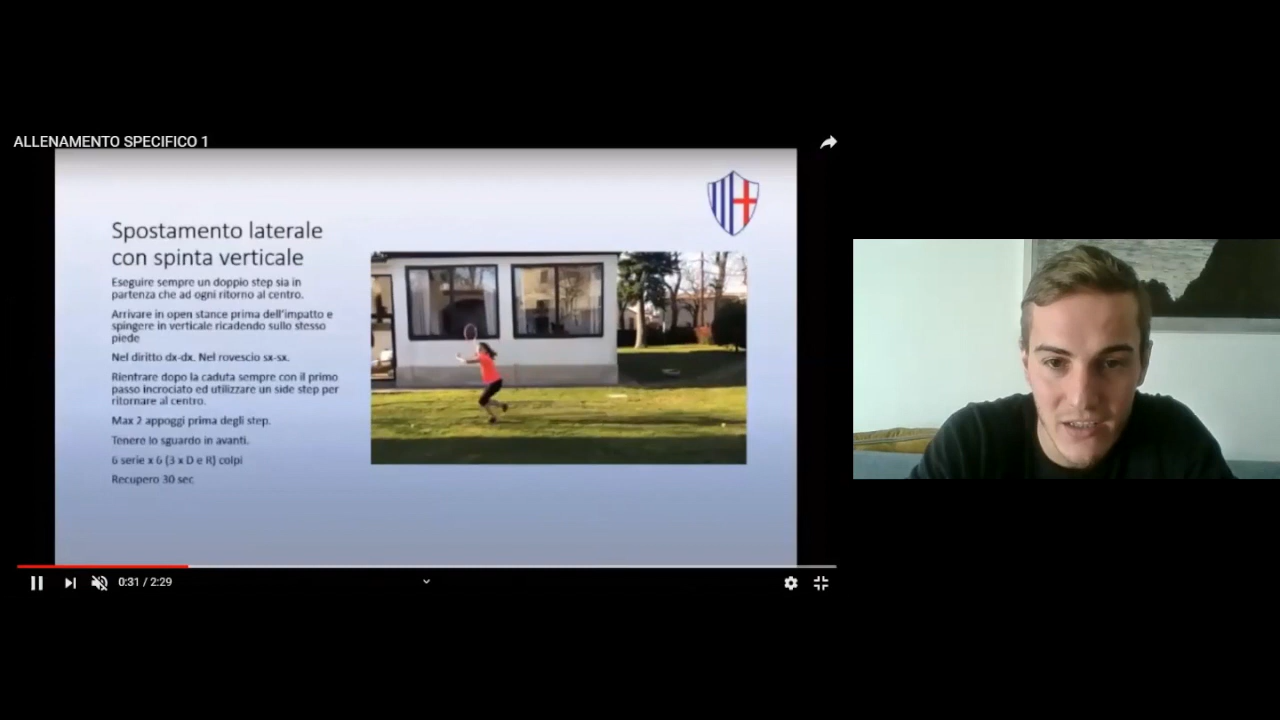 ALLENAMENTO SPECIFICO 1
Spostamento laterale
con spinta verticale
Eseguire sempre un doppio step sia in
partenza che ad ogni ritorno al centro.
Arrivare in open stance prima dell'impatto e
spingere in verticale ricadendo sullo stesso
piede
Nel diritto dx-dx. Nel rovescio sx-sx.
Rientrare dopo la caduta sempre con il primo
passo incrociato ed utilizzare un side step per
ritornare al centro.
Max 2 appoggi prima degli step.
Tenere lo sguardo in avanti.
6 serie x 6 (3 x D e R) colpi
Recupero 30 sec
0:31 / 2:29